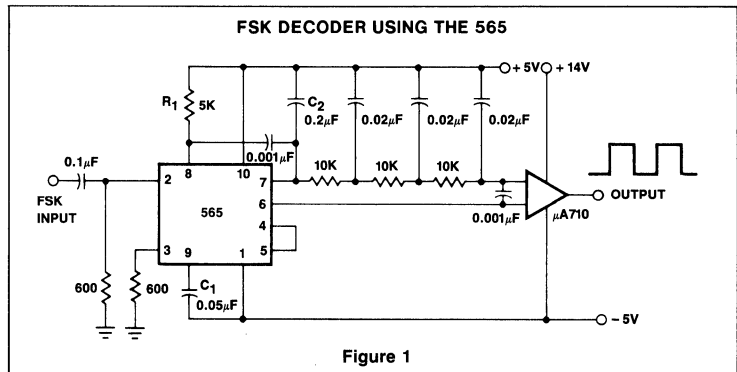 FSK DECODER USING THE 565
+ 5V
+ 14V
R1
5K
C2
0.2µF
0.02µF
0.02µF
0.02µF
0.001µF
0.1µF
8
10
10K
10K
10K
FSK
INPUT
2
7
6
565
4
3
5
9
1
0.001µF
µA710
OUTPUT
600
600
C1
0.05µF
− 5V
Figure 1